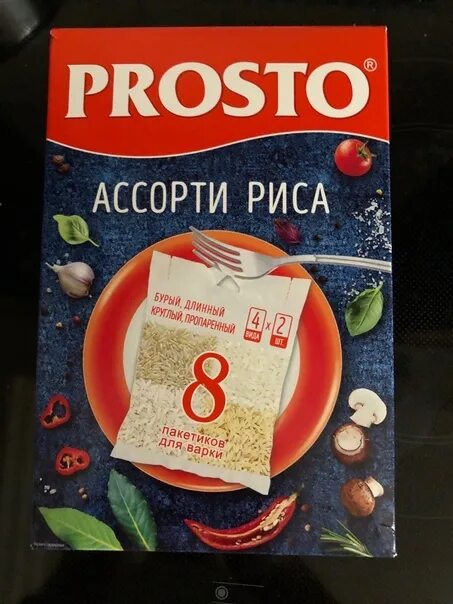 PROSTO®
АССОРТИ РИСА
БУРЫЙ, ДЛИННЫЙ
КРУГЛЫЙ, ПРОПАРЕННЫЙ
4 ВИДА х 2 ШТ.
8
пакетиков
для варки